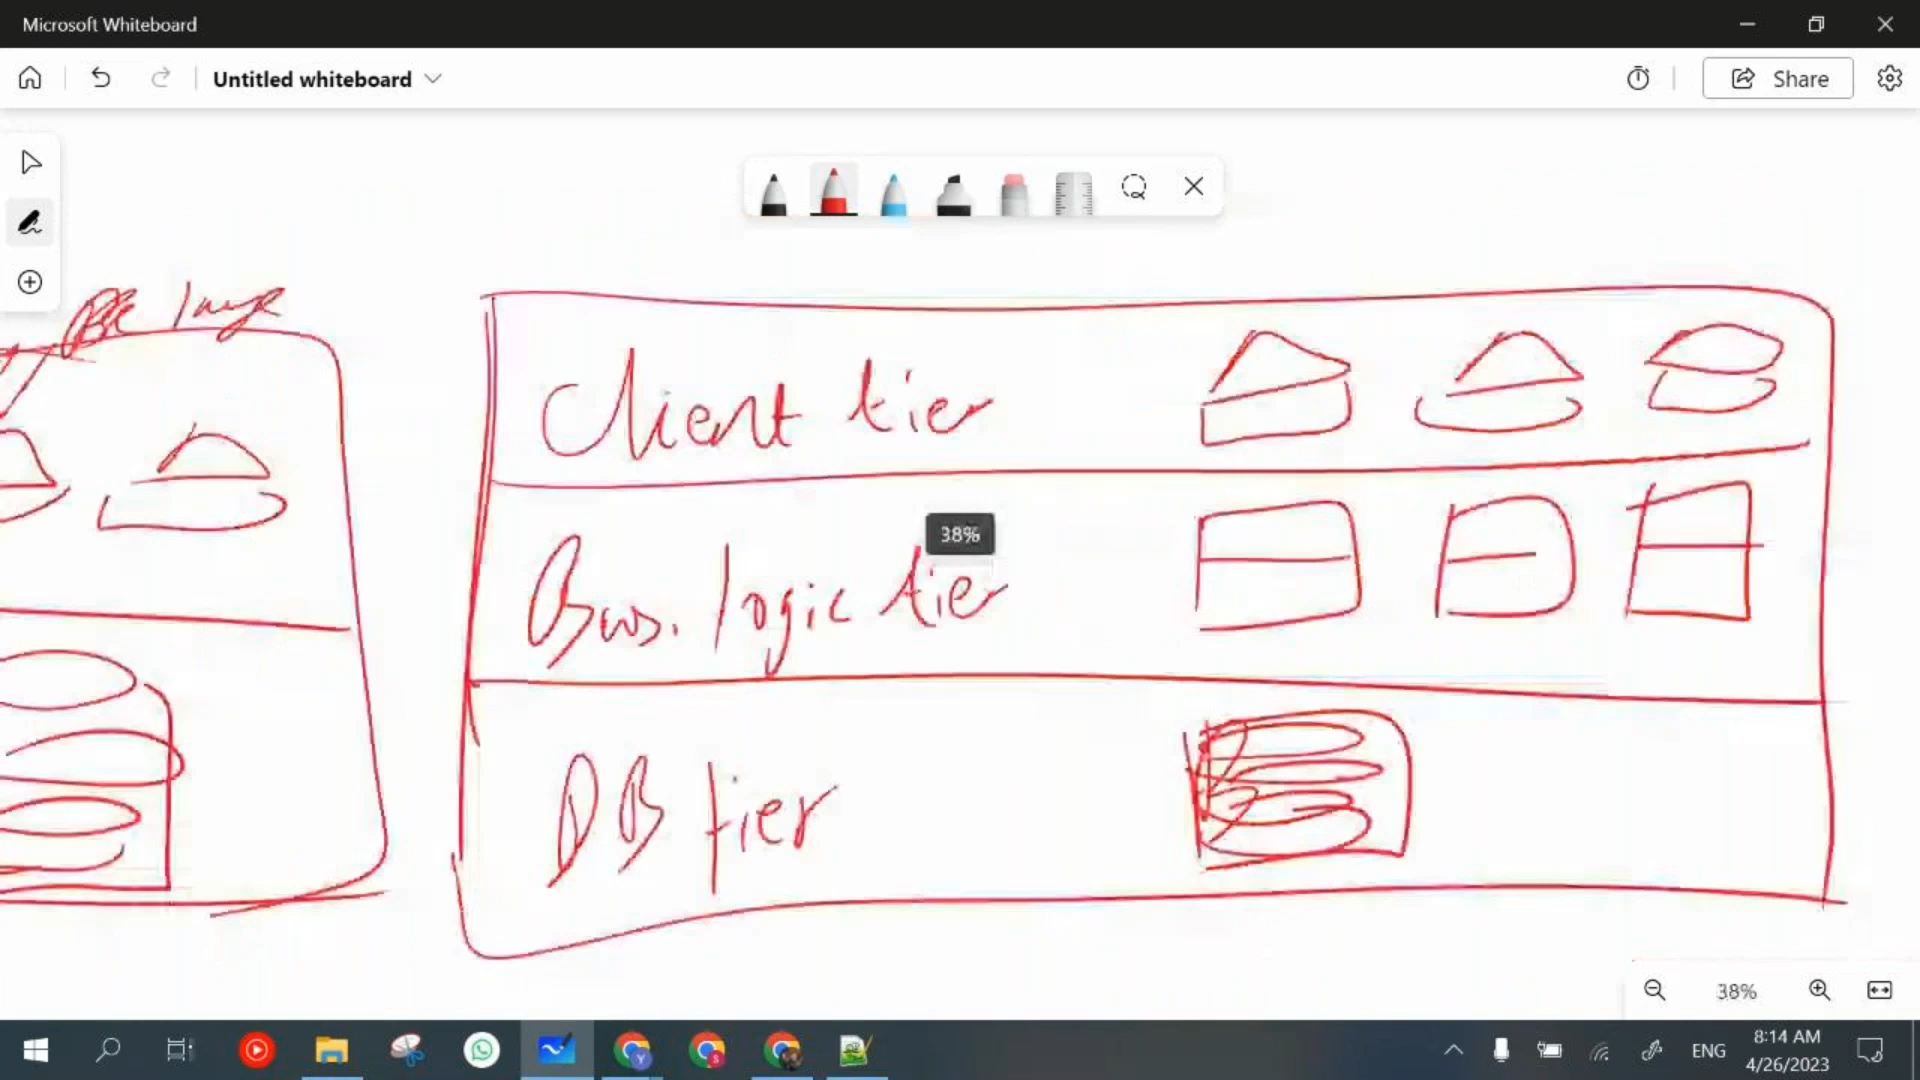 Microsoft Whiteboard
Untitled whiteboard
Share
Client tier
38%
Bus. logic tier
DB tier
38%
ENG
8:14 AM
4/26/2023